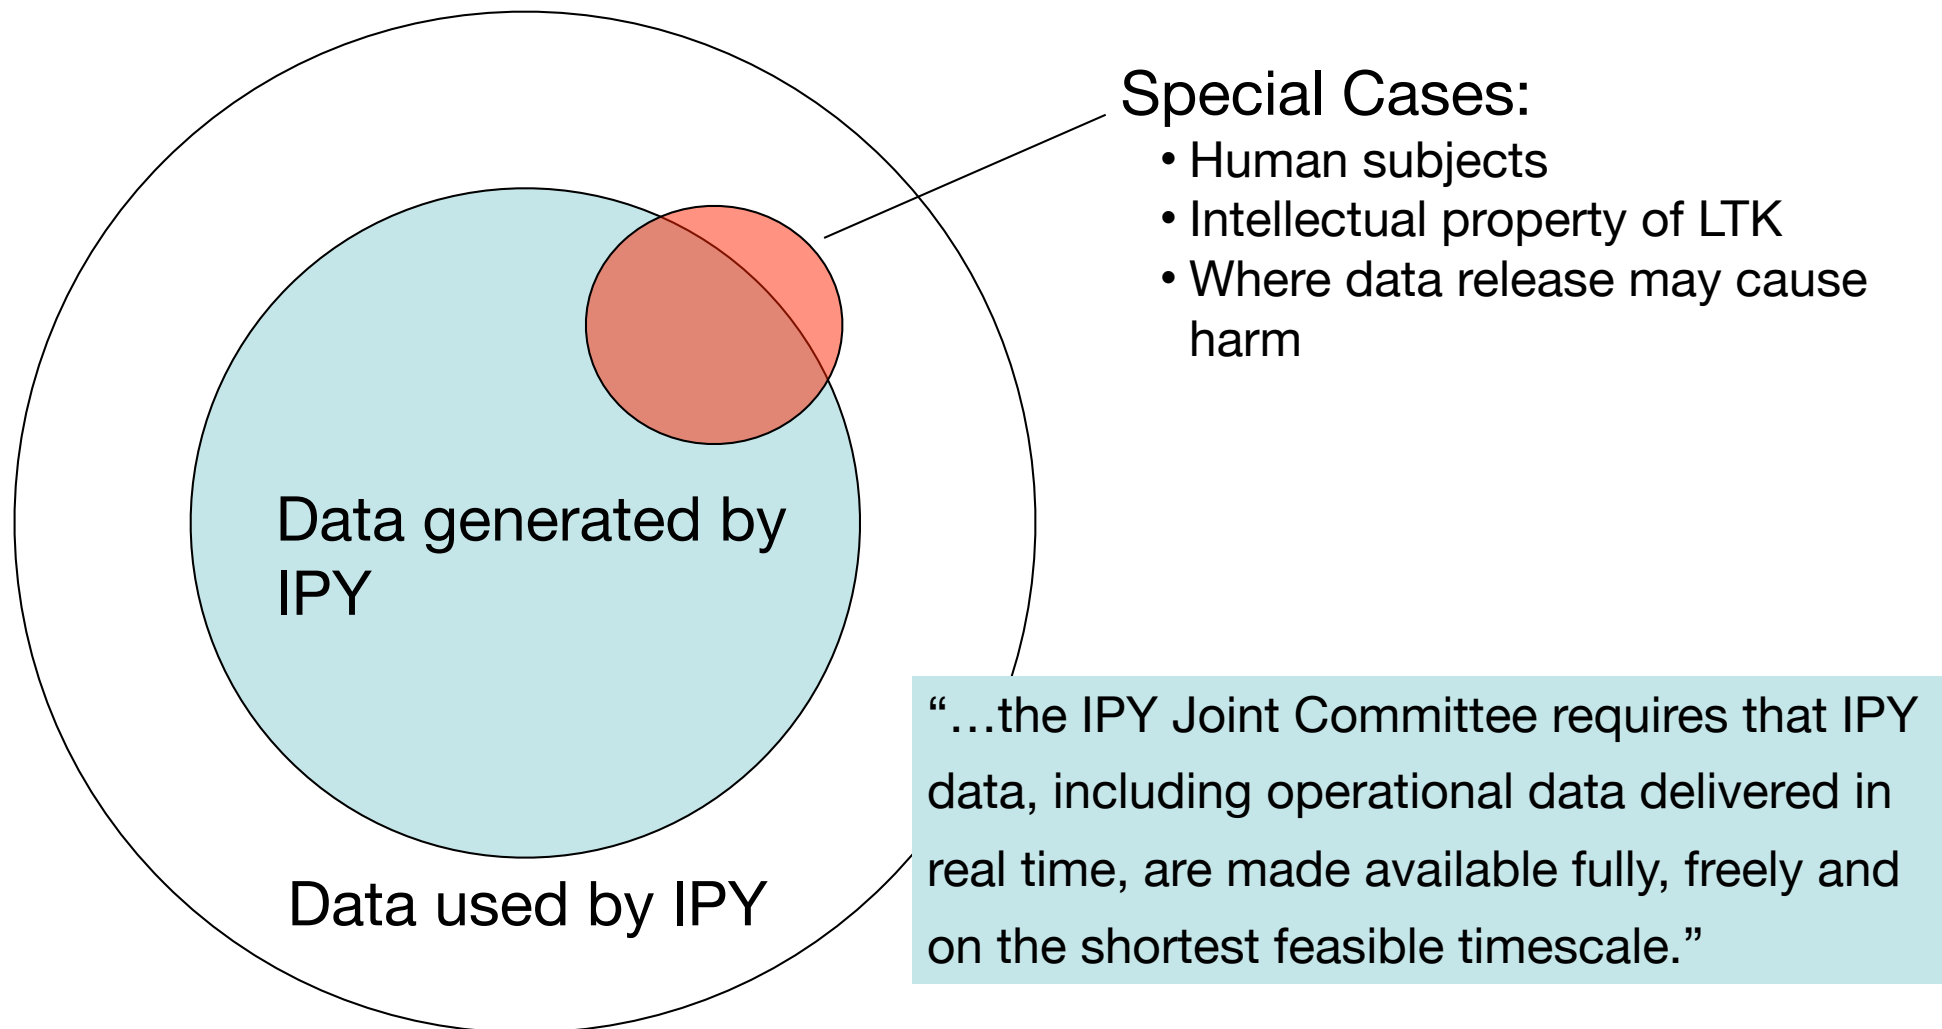 Special Cases:
• Human subjects
• Intellectual property of LTK
• Where data release may cause
harm
Data generated by
IPY
Data used by IPY
“…the IPY Joint Committee requires that IPY
data, including operational data delivered in
real time, are made available fully, freely and
on the shortest feasible timescale.”